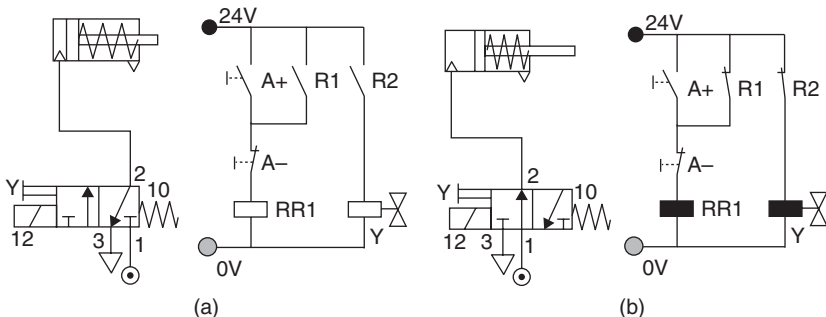 24V
A+ R1 R2
A–
2
Y 10
12 3 1
RR1 Y
0V
(a)
24V
A+ R1 R2
A–
2
Y 10
12 3 1
RR1 Y
0V
(b)